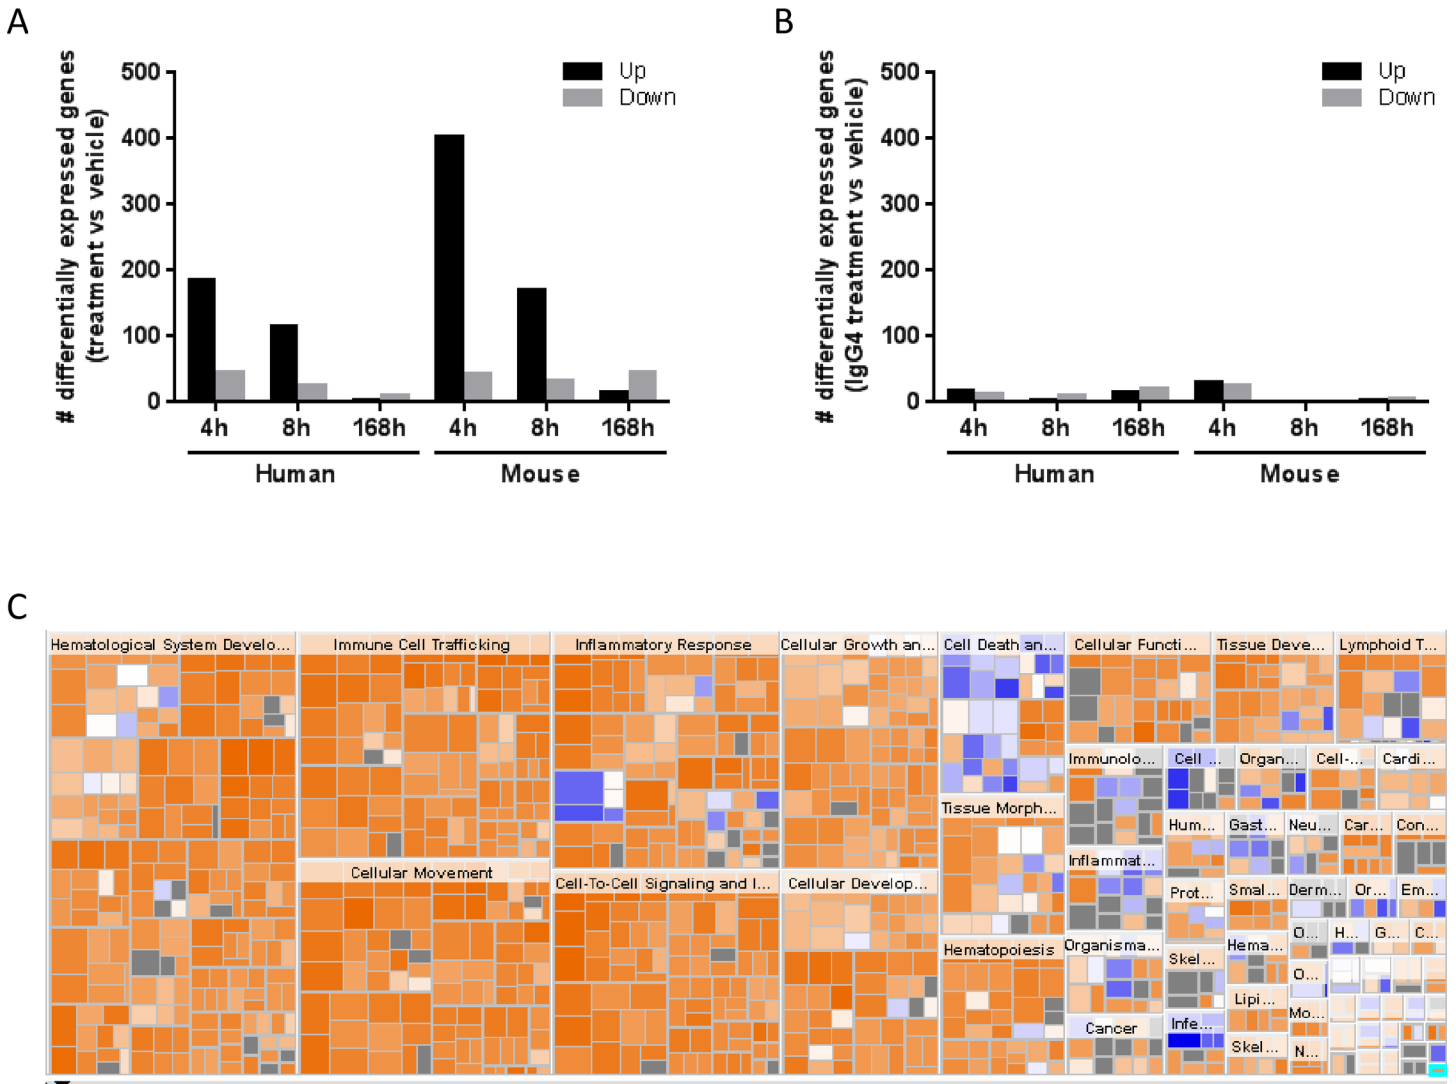 A
B
# differentially expressed genes
(treatment vs vehicle)
500
400
300
200
100
0
Up
Down
4h 8h 168h 4h 8h 168h
Human Mouse
# differentially expressed genes
(IgG4 treatment vs vehicle)
500
400
300
200
100
0
Up
Down
4h 8h 168h 4h 8h 168h
Human Mouse
C
Hematological System Develo... Immune Cell Trafficking Inflammatory Response Cellular Growth an... Cell Death an... Cellular Functi... Tissue Deve... Lymphoid T...
Immunolo... Cell ... Organ... Cell-... Cardi...
Tissue Morph...
Hum... Gast... Neu... Car... Con...
Cellular Movement Inflammat...
Cell-To-Cell Signaling and I... Cellular Develop... Prot... Smal... Derm... Or... Em...
O... H... G... C...
Hematopoiesis Organisma... Hema...
Skel... O...
Lipi...
Mo...
Cancer Infe...
Skel... N...